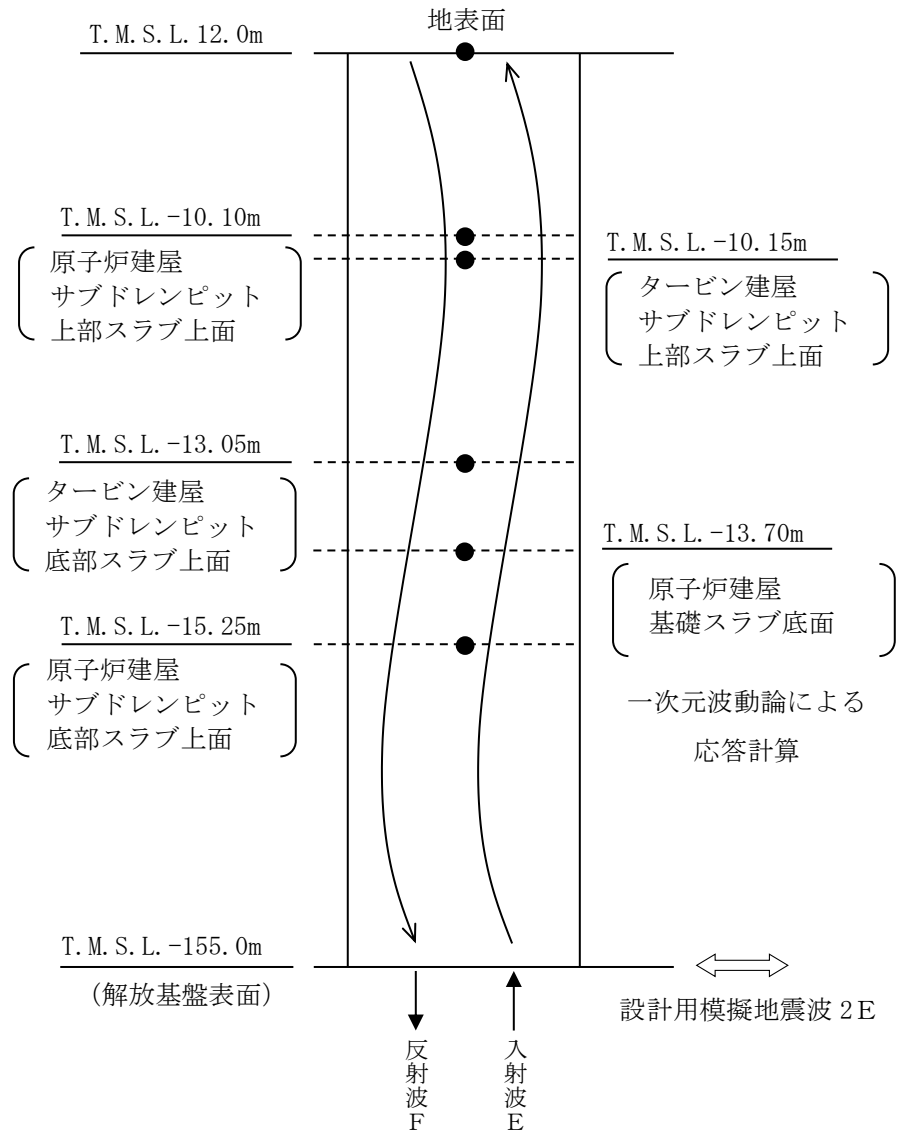 地表面
T.M.S.L.12.0m
T.M.S.L.-10.10m
原子炉建屋
サブドレンピット
上部スラブ上面
T.M.S.L.-10.15m
タービン建屋
サブドレンピット
上部スラブ上面
T.M.S.L.-13.05m
タービン建屋
サブドレンピット
底部スラブ上面
T.M.S.L.-13.70m
原子炉建屋
基礎スラブ底面
T.M.S.L.-15.25m
原子炉建屋
サブドレンピット
底部スラブ上面
一次元波動論による
応答計算
T.M.S.L.-155.0m
(解放基盤表面)
設計用模擬地震波 2E
反射波F
入射波E